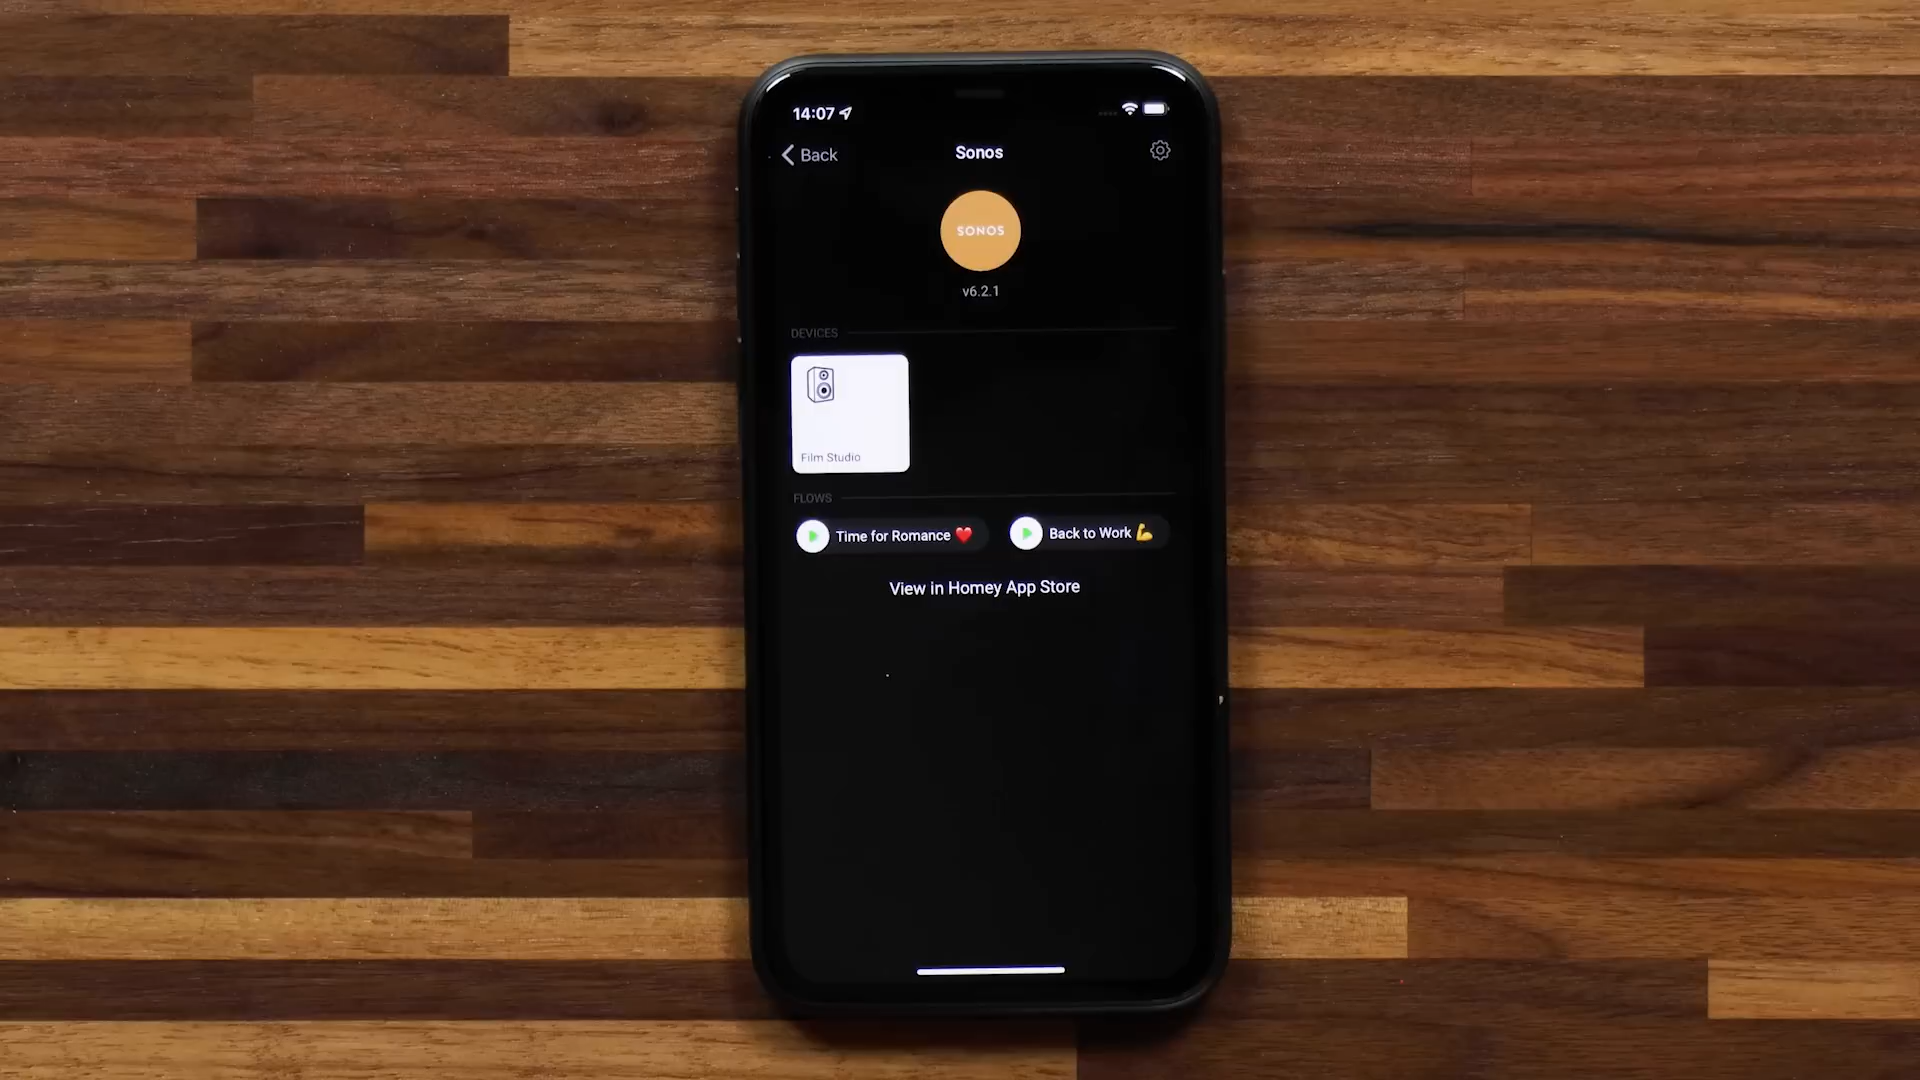 14:07
Back
Sonos
SONOS
v6.2.1
DEVICES
Film Studio
FLOWS
Time for Romance ❤️
Back to Work 💪
View in Homey App Store